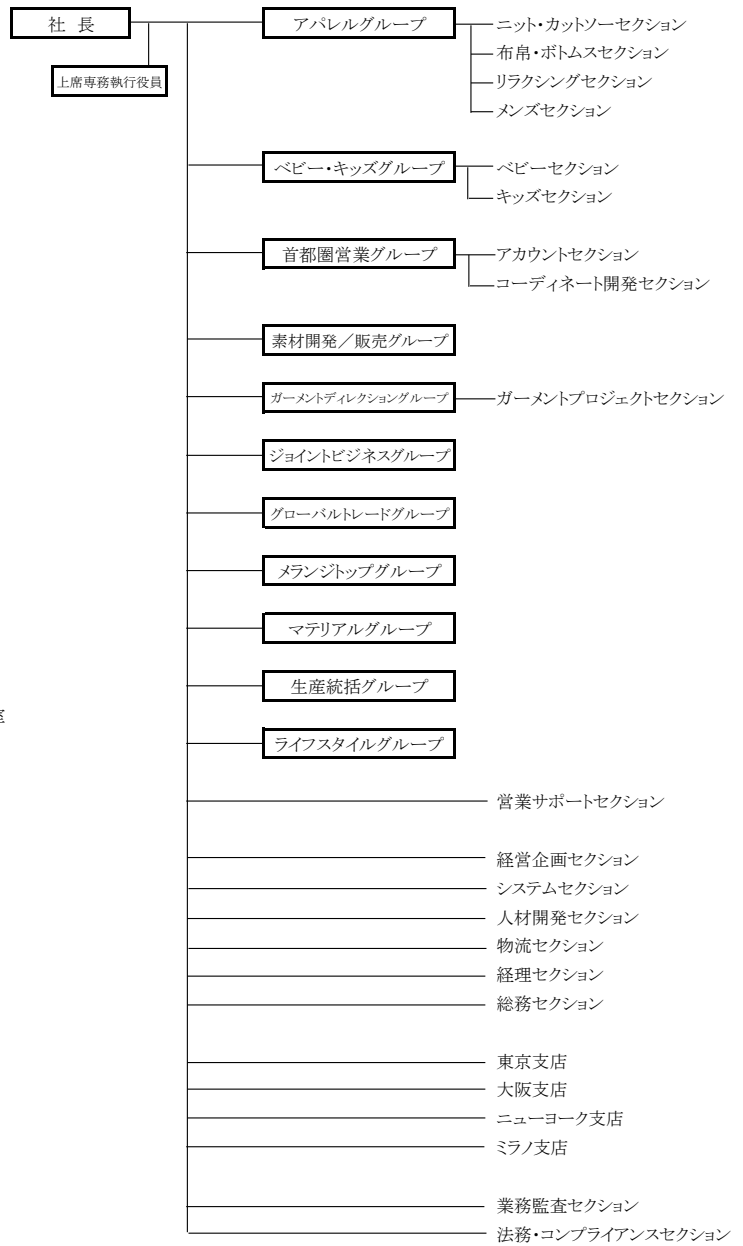 社 長
アパレルグループ
ニット・カットソーセクション
布帛・ボトムスセクション
上席専務執行役員
リラクシングセクション
メンズセクション
ベビー・キッズグループ
ベビーセクション
キッズセクション
首都圏営業グループ
アカウントセクション
コーディネート開発セクション
素材開発／販売グループ
ガーメントディレクショングループ
ガーメントプロジェクトセクション
ジョイントビジネスグループ
グローバルトレードグループ
メランジトップグループ
マテリアルグループ
生産統括グループ
室
ライフスタイルグループ
営業サポートセクション
経営企画セクション
システムセクション
人材開発セクション
物流セクション
経理セクション
総務セクション
東京支店
大阪支店
ニューヨーク支店
ミラノ支店
業務監査セクション
法務・コンプライアンスセクション